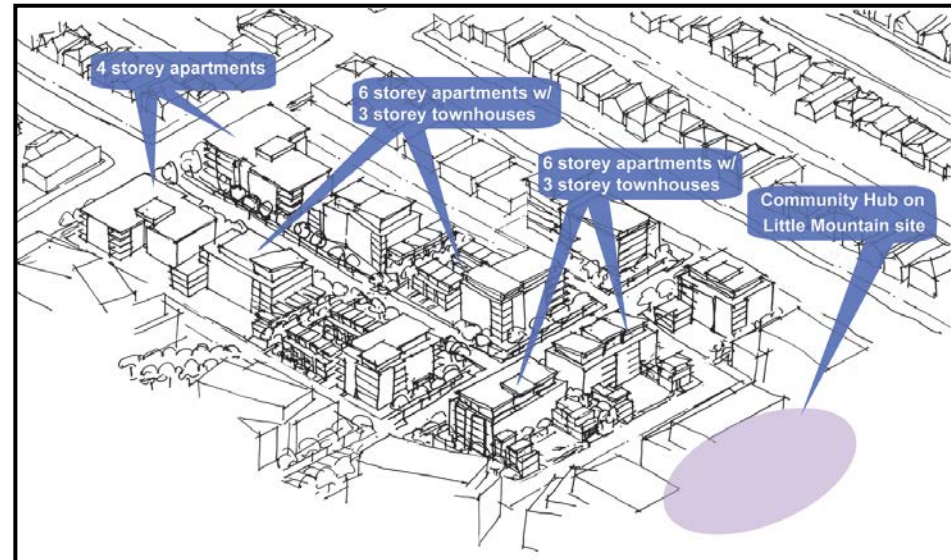 4 storey apartments
6 storey apartments w/
3 storey townhouses
6 storey apartments w/
3 storey townhouses
Community Hub on
Little Mountain site